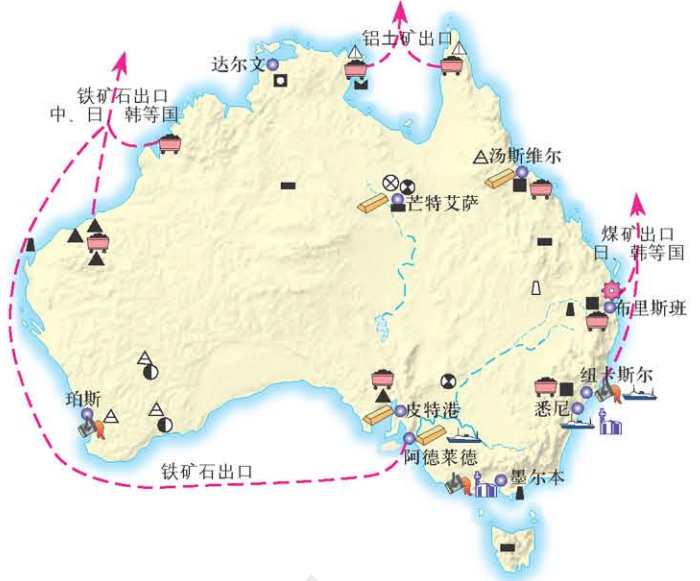 铝土矿出口
达尔文
铁矿石出口
中、日、韩等国
汤斯维尔
芒特艾萨
煤矿出口
日、韩等国
布里斯班
纽卡斯尔
珀斯
皮特港
悉尼
阿德莱德
铁矿石出口
墨尔本